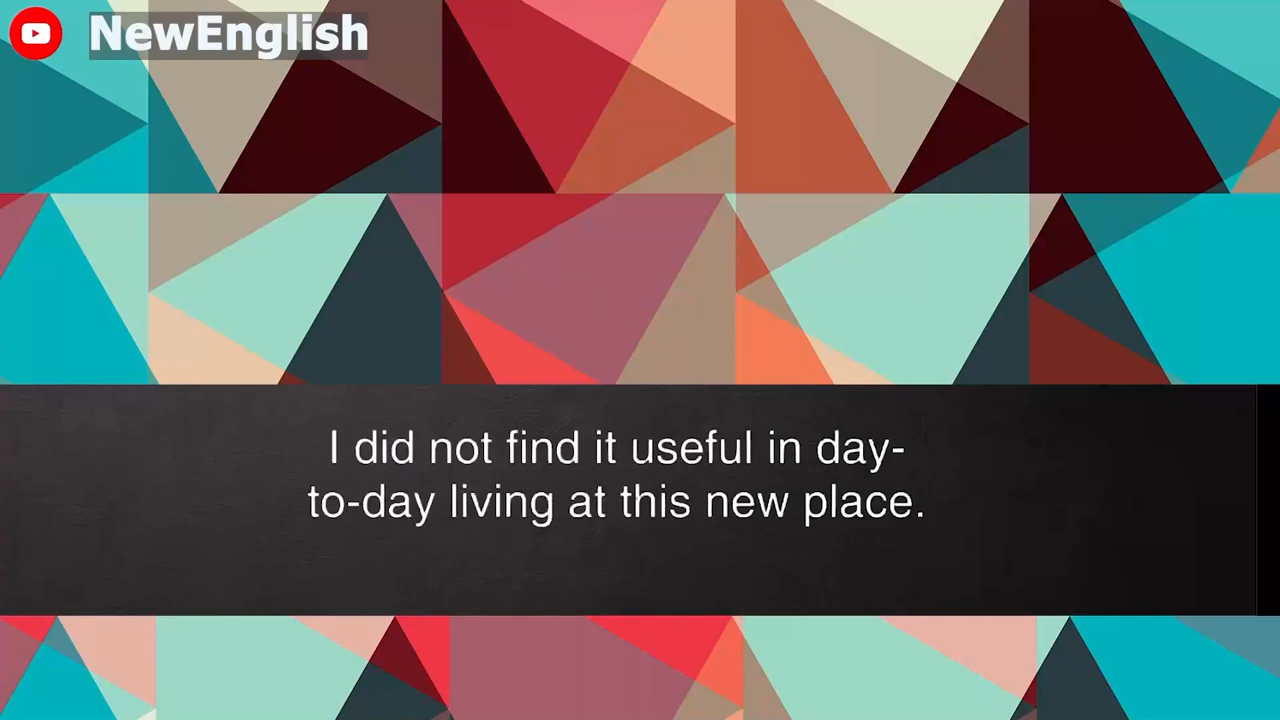 NewEnglish
I did not find it useful in day-
to-day living at this new place.